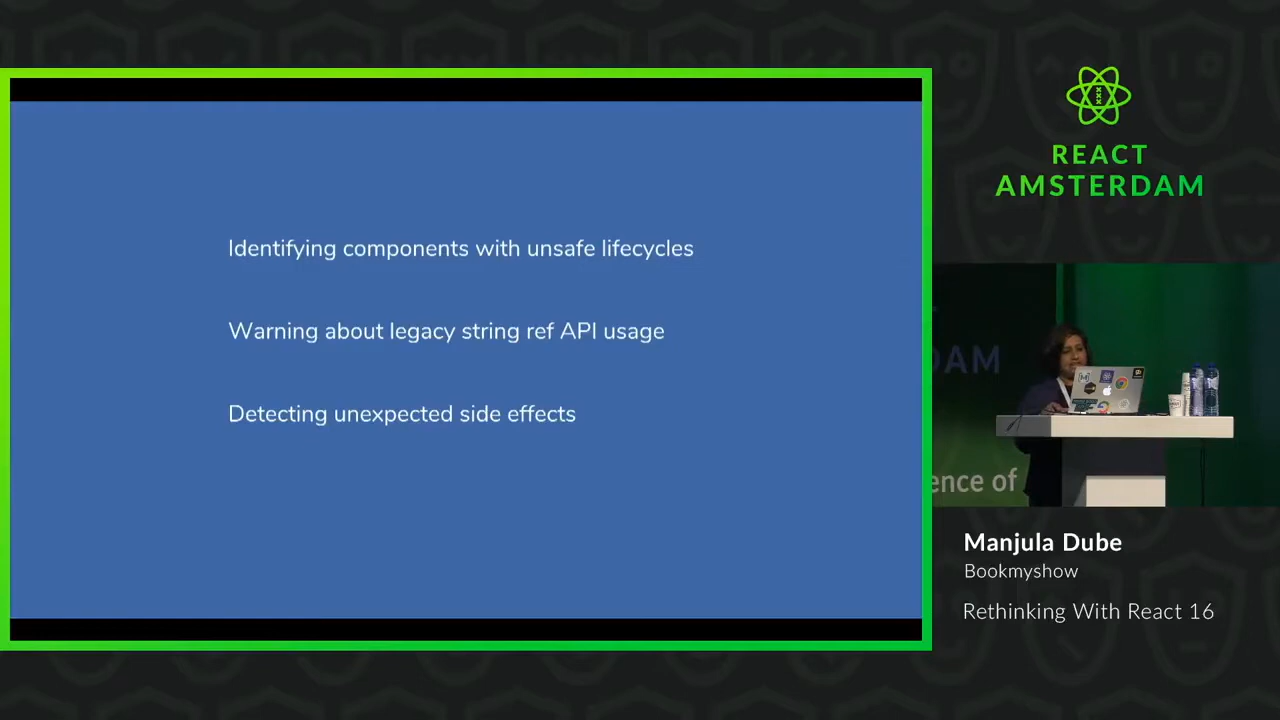 Identifying components with unsafe lifecycles
Warning about legacy string ref API usage
Detecting unexpected side effects
REACT
AMSTERDAM
DAM
ence of
Manjula Dube
Bookmyshow
Rethinking With React 16